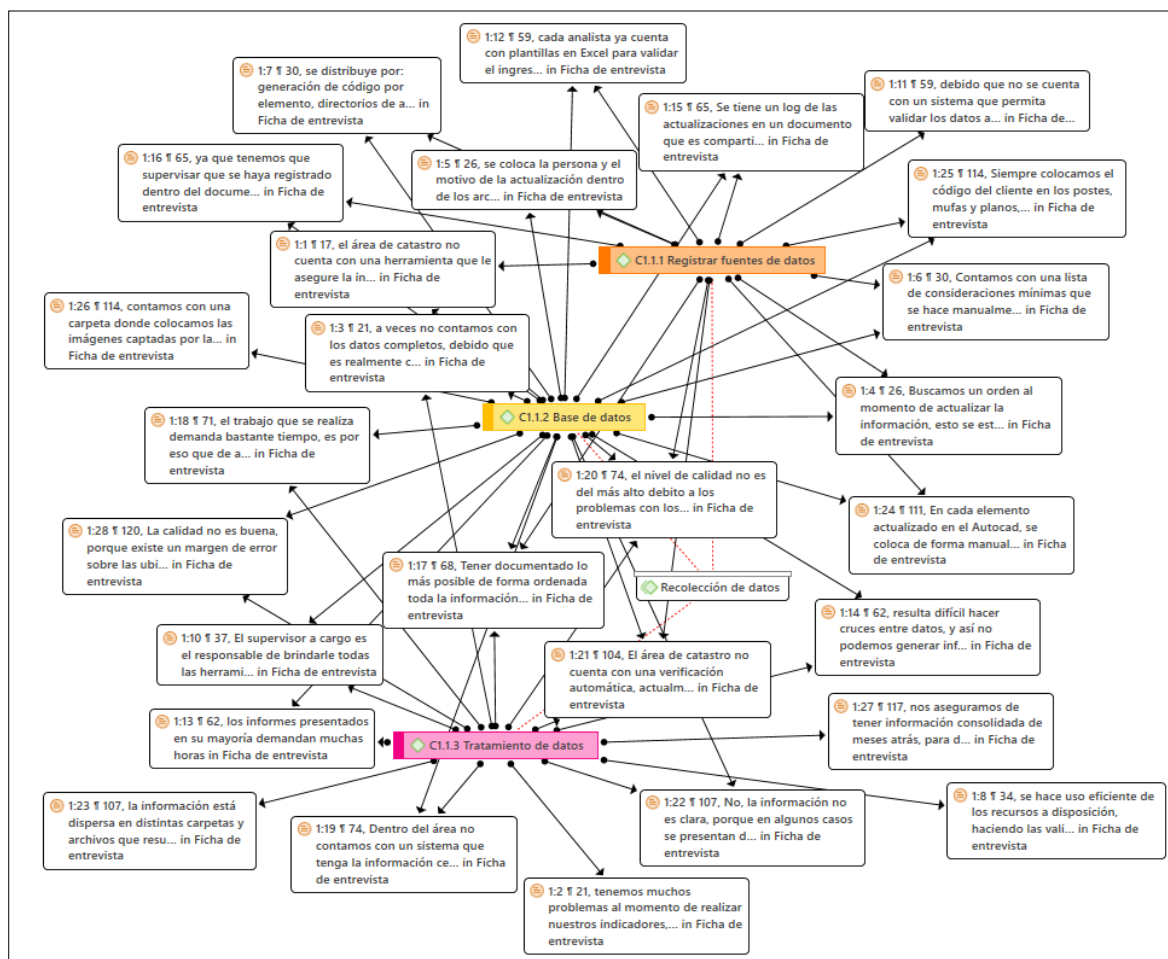 1:12 ¶ 59, cada analista ya cuenta
con plantillas en Excel para validar
el ingres... in Ficha de entrevista
1:7 ¶ 30, se distribuye por:
generación de código por
elemento, directorios de a... in
Ficha de entrevista
1:15 ¶ 65, Se tiene un log de las
actualizaciones en un documento
que es comparti... in Ficha de
entrevista
1:11 ¶ 59, debido que no se cuenta
con un sistema que permita
validar los datos a... in Ficha de...
1:16 ¶ 65, ya que tenemos que
supervisar que se haya registrado
dentro del docume... in Ficha de
entrevista
1:5 ¶ 26, se coloca la persona y el
motivo de la actualización dentro
de los arc... in Ficha de entrevista
1:25 ¶ 114, Siempre colocamos el
código del cliente en los postes,
mufas y planos,... in Ficha de
entrevista
1:1 ¶ 17, el área de catastro no
cuenta con una herramienta que le
asegure la in... in Ficha de
entrevista
C1.1.1 Registrar fuentes de datos
1:6 ¶ 30, Contamos con una lista
de consideraciones mínimas que
se hace manualme... in Ficha de
entrevista
1:26 ¶ 114, contamos con una
carpeta donde colocamos las
imágenes captadas por la... in
Ficha de entrevista
1:3 ¶ 21, a veces no contamos con
los datos completos, debido que
es realmente c... in Ficha de
entrevista
1:4 ¶ 26, Buscamos un orden al
momento de actualizar la
información, esto se est... in
Ficha de entrevista
C1.1.2 Base de datos
1:18 ¶ 71, el trabajo que se realiza
demanda bastante tiempo, es por
eso que de a... in Ficha de
entrevista
1:20 ¶ 74, el nivel de calidad no es
del más alto debito a los
problemas con los... in Ficha de
entrevista
1:24 ¶ 111, En cada elemento
actualizado en el Autocad, se
coloca de forma manual... in Ficha
de entrevista
1:28 ¶ 120, La calidad no es buena,
porque existe un margen de error
sobre las ubi... in Ficha de
entrevista
1:17 ¶ 68, Tener documentado lo
más posible de forma ordenada
toda la información... in Ficha de
entrevista
Recolección de datos
1:14 ¶ 62, resulta difícil hacer
cruces entre datos, y así no
podemos generar inf... in Ficha de
entrevista
1:10 ¶ 37, El supervisor a cargo es
el responsable de brindarle todas
las herrami... in Ficha de entrevista
1:21 ¶ 104, El área de catastro no
cuenta con una verificación
automática, actualm... in Ficha de
entrevista
1:27 ¶ 117, nos aseguramos de
tener información consolidada de
meses atrás, para d... in Ficha de
entrevista
1:13 ¶ 62, los informes presentados
en su mayoría demandan muchas
horas in Ficha de entrevista
C1.1.3 Tratamiento de datos
1:23 ¶ 107, la información está
dispersa en distintas carpetas y
archivos que resu... in Ficha de
entrevista
1:19 ¶ 74, Dentro del área no
contamos con un sistema que
tenga la información ce... in Ficha
de entrevista
1:22 ¶ 107, No, la información no
es clara, porque en algunos casos
se presentan d... in Ficha de
entrevista
1:8 ¶ 34, se hace uso eficiente de
los recursos a disposición,
haciendo las vali... in Ficha de
entrevista
1:2 ¶ 21, tenemos muchos
problemas al momento de realizar
nuestros indicadores,... in Ficha de
entrevista